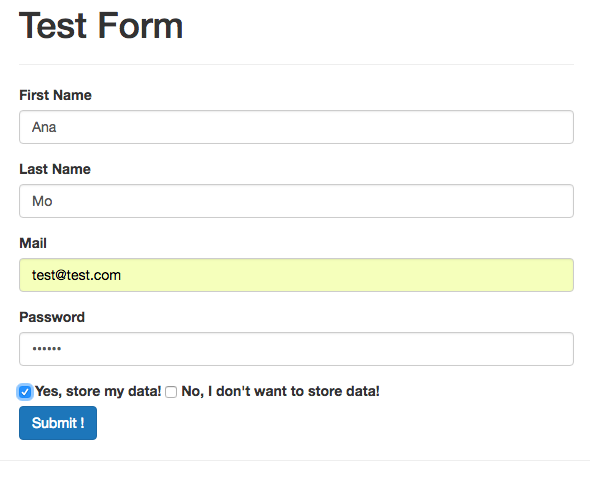 Test Form
First Name
Ana
Last Name
Mo
Mail
test@test.com
Password
••••••
Yes, store my data! No, I don't want to store data!
Submit !